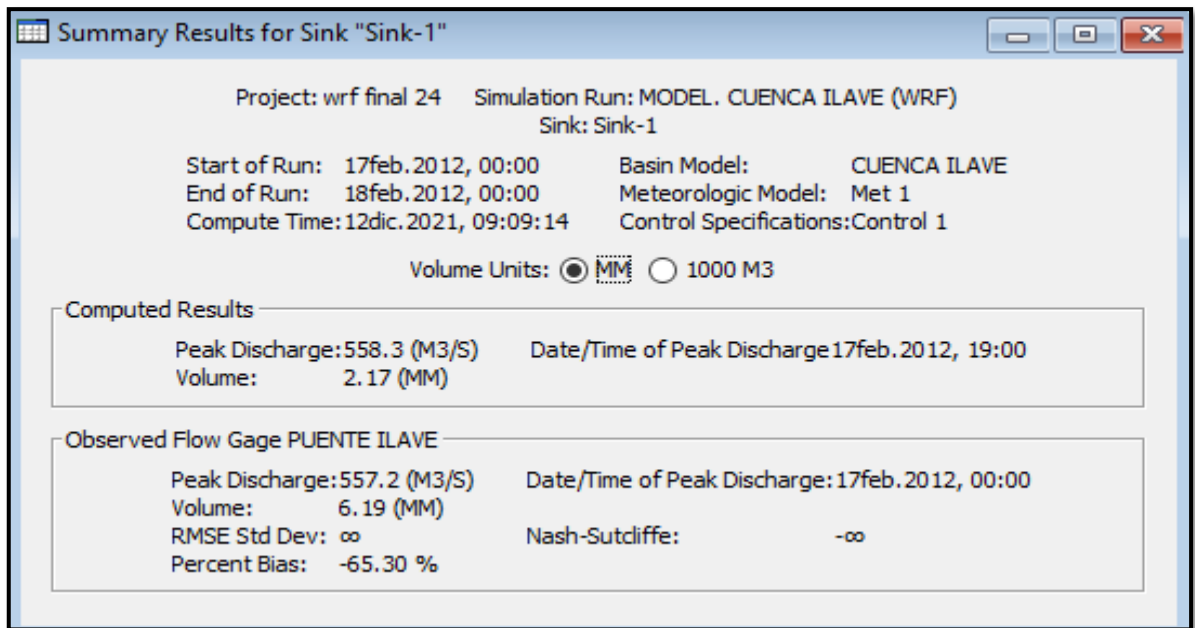 Summary Results for Sink "Sink-1"
Project: wrf final 24 Simulation Run: MODEL. CUENCA ILAVE (WRF)
Sink: Sink-1
Start of Run: 17feb.2012, 00:00 Basin Model: CUENCA ILAVE
End of Run: 18feb.2012, 00:00 Meteorologic Model: Met 1
Compute Time:12dic.2021, 09:09:14 Control Specifications:Control 1
Volume Units: MM 1000 M3
Computed Results
Peak Discharge:558.3 (M3/S) Date/Time of Peak Discharge17feb.2012, 19:00
Volume: 2.17 (MM)
Observed Flow Gage PUENTE ILAVE
Peak Discharge:557.2 (M3/S) Date/Time of Peak Discharge:17feb.2012, 00:00
Volume: 6.19 (MM)
RMSE Std Dev: ∞ Nash-Sutcliffe: -∞
Percent Bias: -65.30 %